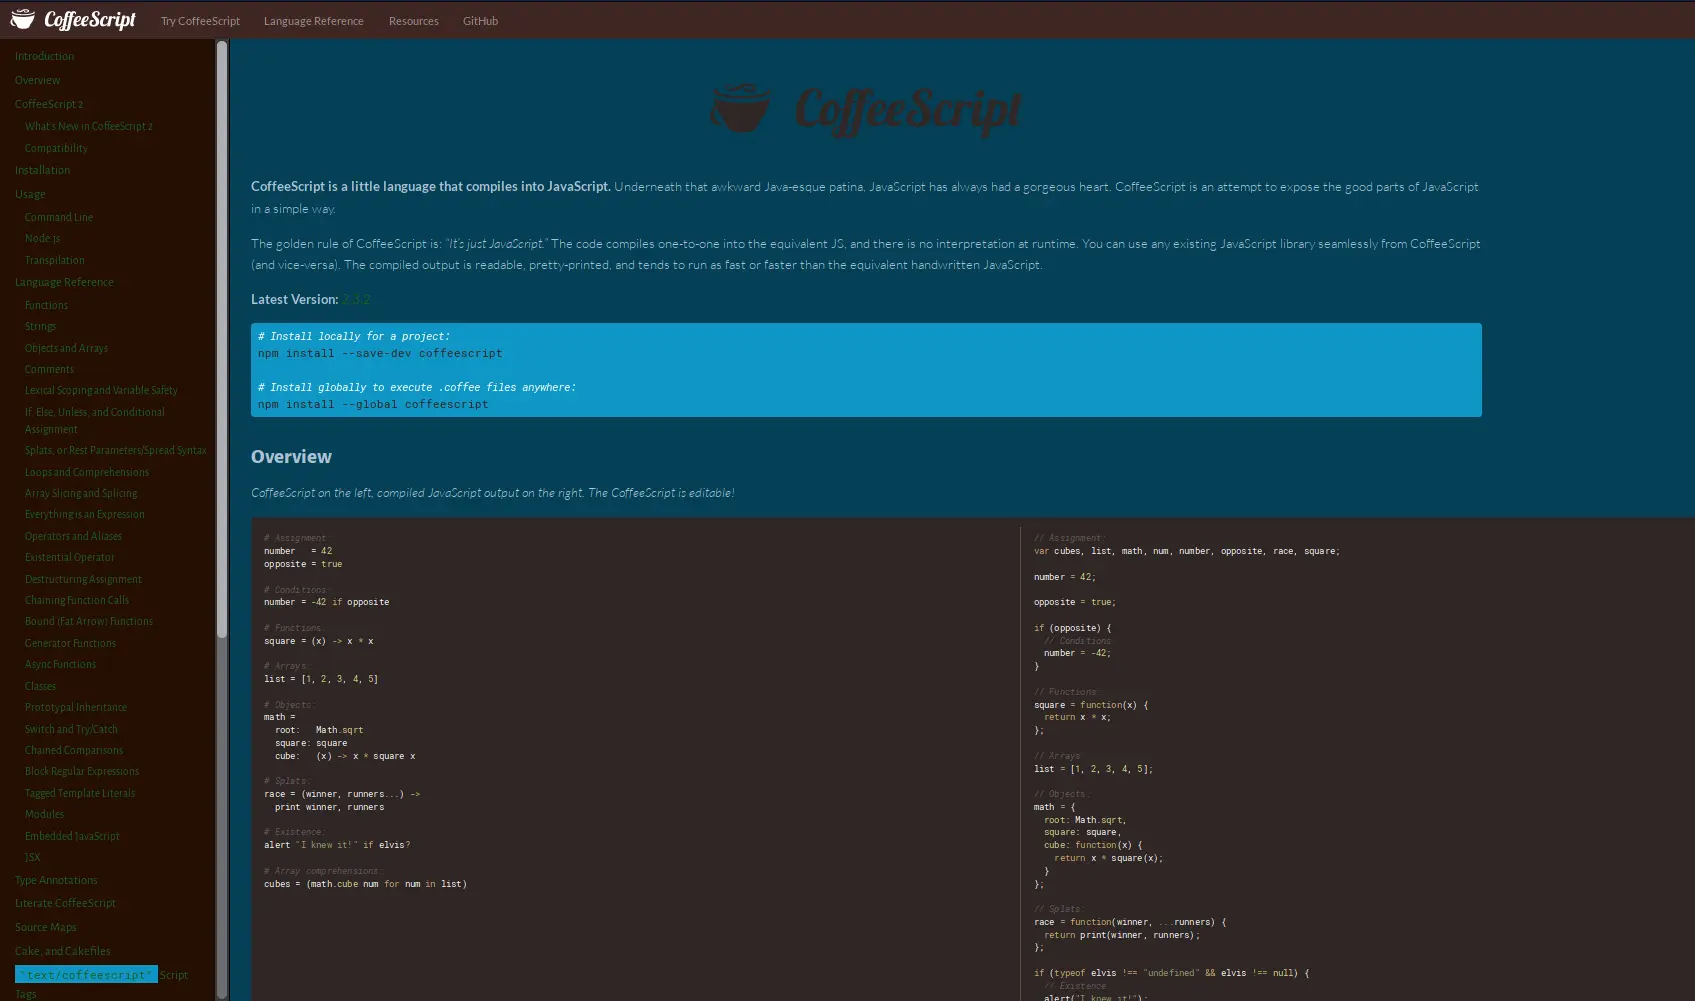 CoffeeScript
Try CoffeeScript
Language Reference
Resources
GitHub
Introduction
Overview
CoffeeScript 2
What's New in CoffeeScript 2
Compatibility
Installation
Usage
Command Line
Node.js
Transpilation
Language Reference
Functions
Strings
Objects and Arrays
Comments
Lexical Scoping and Variable Safety
If, Else, Unless, and Conditional
Assignment
Splats, or Rest Parameters/Spread Syntax
Loops and Comprehensions
Array Slicing and Splicing
Everything is an Expression
Operators and Aliases
Existential Operator
Destructuring Assignment
Chaining Function Calls
Bound (Fat Arrow) Functions
Generator Functions
Async Functions
Classes
Prototypal Inheritance
Switch and Try/Catch
Chained Comparisons
Block Regular Expressions
Tagged Template Literals
Modules
Embedded JavaScript
JSX
Type Annotations
Literate CoffeeScript
Source Maps
Cake, and Cakefiles
"text/coffeescript" Script
Tags
CoffeeScript
CoffeeScript is a little language that compiles into JavaScript. Underneath that awkward Java-esque patina, JavaScript has always had a gorgeous heart. CoffeeScript is an attempt to expose the good parts of JavaScript
in a simple way.
The golden rule of CoffeeScript is: "It's just JavaScript." The code compiles one-to-one into the equivalent JS, and there is no interpretation at runtime. You can use any existing JavaScript library seamlessly from CoffeeScript
(and vice-versa). The compiled output is readable, pretty-printed, and tends to run as fast or faster than the equivalent handwritten JavaScript.
Latest Version: 2.3.2
# Install locally for a project:
npm install --save-dev coffeescript
# Install globally to execute .coffee files anywhere:
npm install --global coffeescript
Overview
CoffeeScript on the left, compiled JavaScript output on the right. The CoffeeScript is editable!
# Assignment:
number   = 42
opposite = true
# Conditions:
number = -42 if opposite
# Functions:
square = (x) -> x * x
# Arrays:
list = [1, 2, 3, 4, 5]
# Objects:
math =
  root:   Math.sqrt
  square: square
  cube:   (x) -> x * square x
# Splats:
race = (winner, runners...) ->
  print winner, runners
# Existence:
alert "I knew it!" if elvis?
# Array comprehensions:
cubes = (math.cube num for num in list)
// Assignment:
var cubes, list, math, num, number, opposite, race, square;
number = 42;
opposite = true;
if (opposite) {
  // Conditions
  number = -42;
}
// Functions:
square = function(x) {
  return x * x;
};
// Arrays
list = [1, 2, 3, 4, 5];
// Objects:
math = {
  root: Math.sqrt,
  square: square,
  cube: function(x) {
    return x * square(x);
  }
};
// Splats:
race = function(winner, ...runners) {
  return print(winner, runners);
};
if (typeof elvis !== "undefined" && elvis !== null) {
  // Existence
  alert("I knew it!");